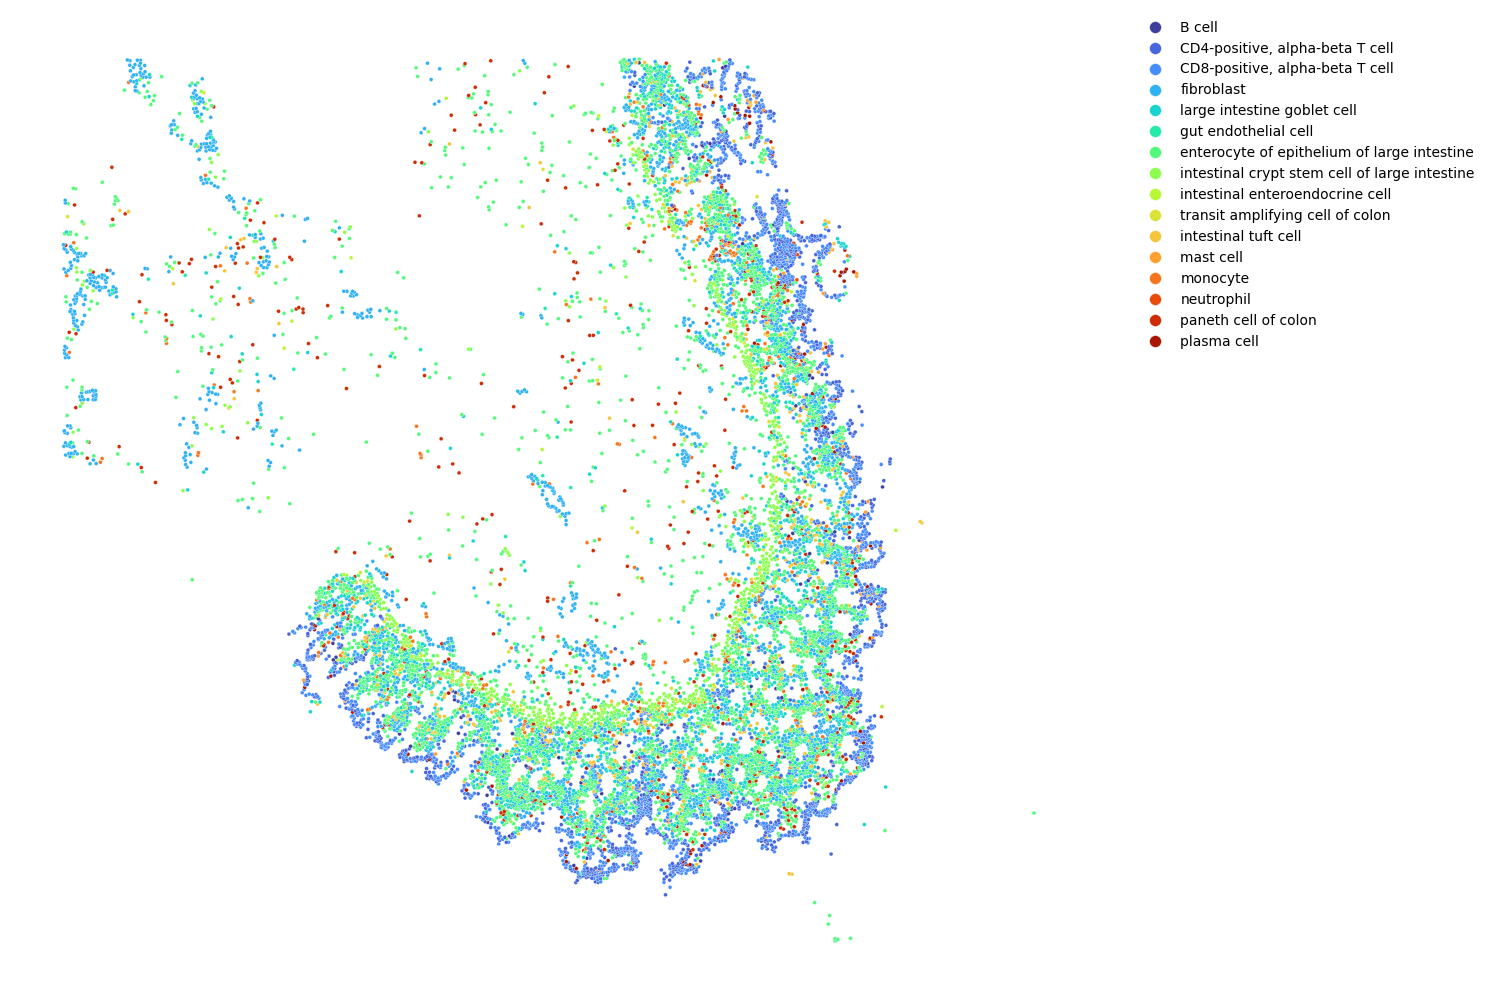 B cell
CD4-positive, alpha-beta T cell
CD8-positive, alpha-beta T cell
fibroblast
large intestine goblet cell
gut endothelial cell
enterocyte of epithelium of large intestine
intestinal crypt stem cell of large intestine
intestinal enteroendocrine cell
transit amplifying cell of colon
intestinal tuft cell
mast cell
monocyte
neutrophil
paneth cell of colon
plasma cell